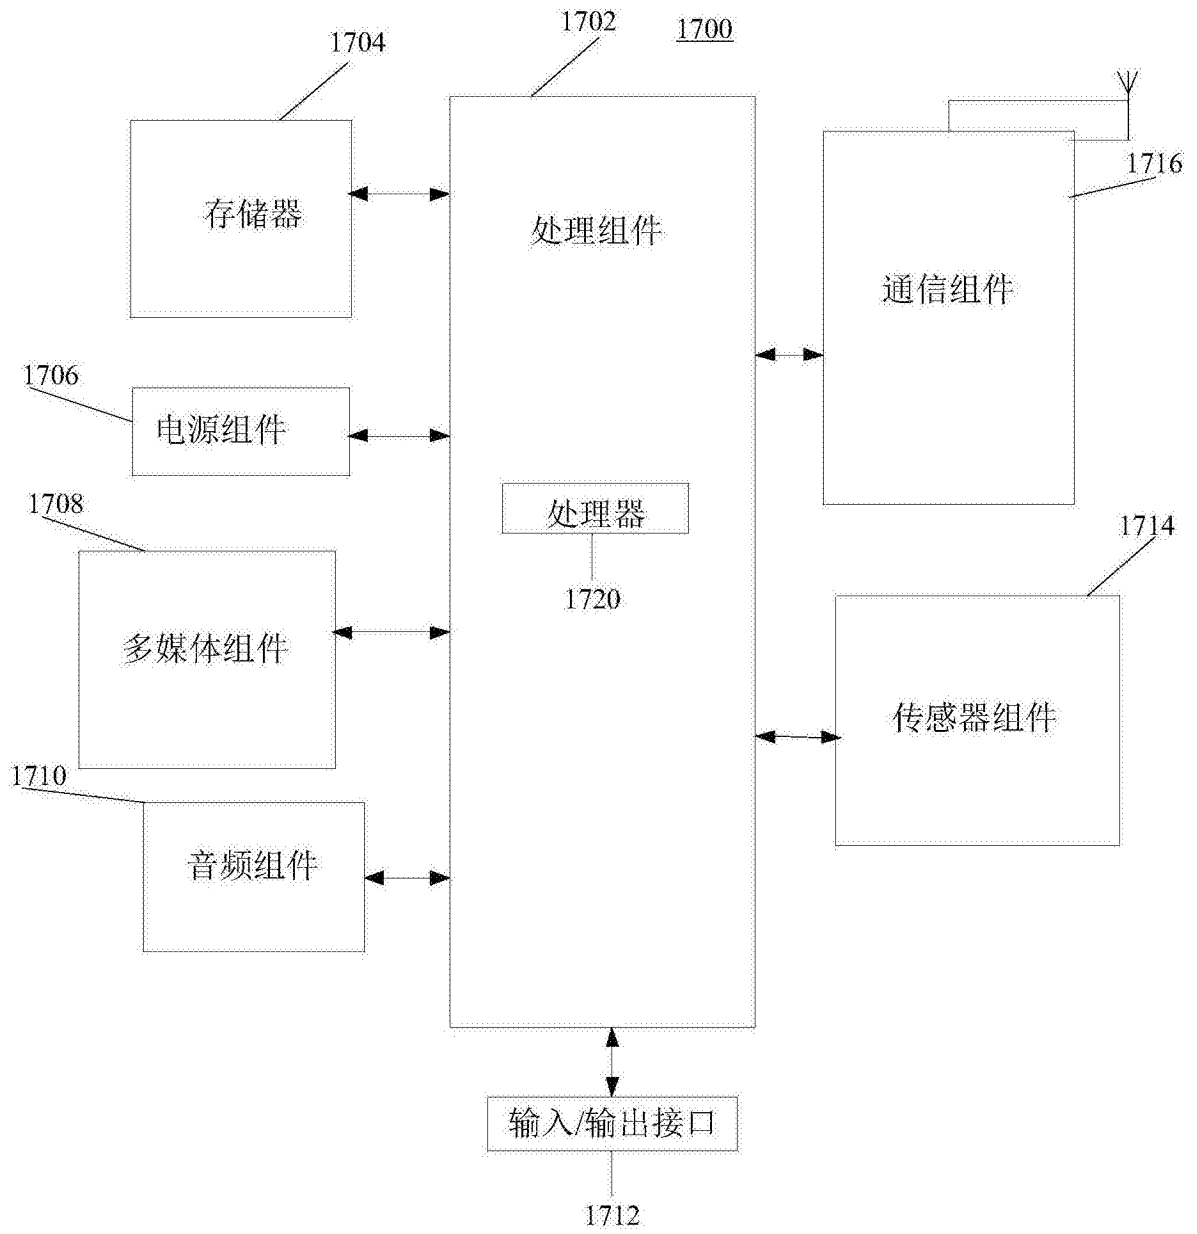 1702
1700
1704
1716
存储器
处理组件
通信组件
1706
电源组件
1708
处理器
1714
1720
多媒体组件
传感器组件
1710
音频组件
输入/输出接口
1712